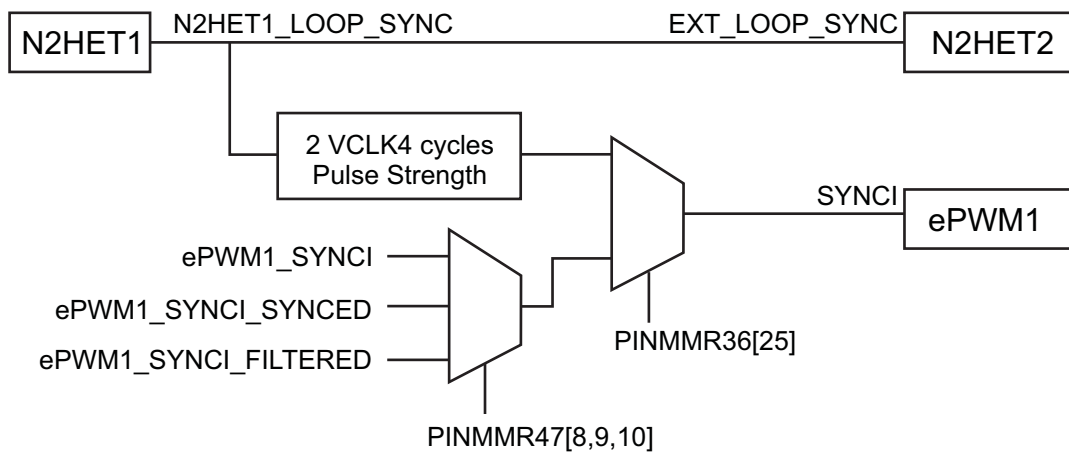 N2HET1
N2HET1_LOOP_SYNC
EXT_LOOP_SYNC
N2HET2
2 VCLK4 cycles
Pulse Strength
SYNCI
ePWM1
ePWM1_SYNCI
ePWM1_SYNCI_SYNCED
ePWM1_SYNCI_FILTERED
PINMMR36[25]
PINMMR47[8,9,10]